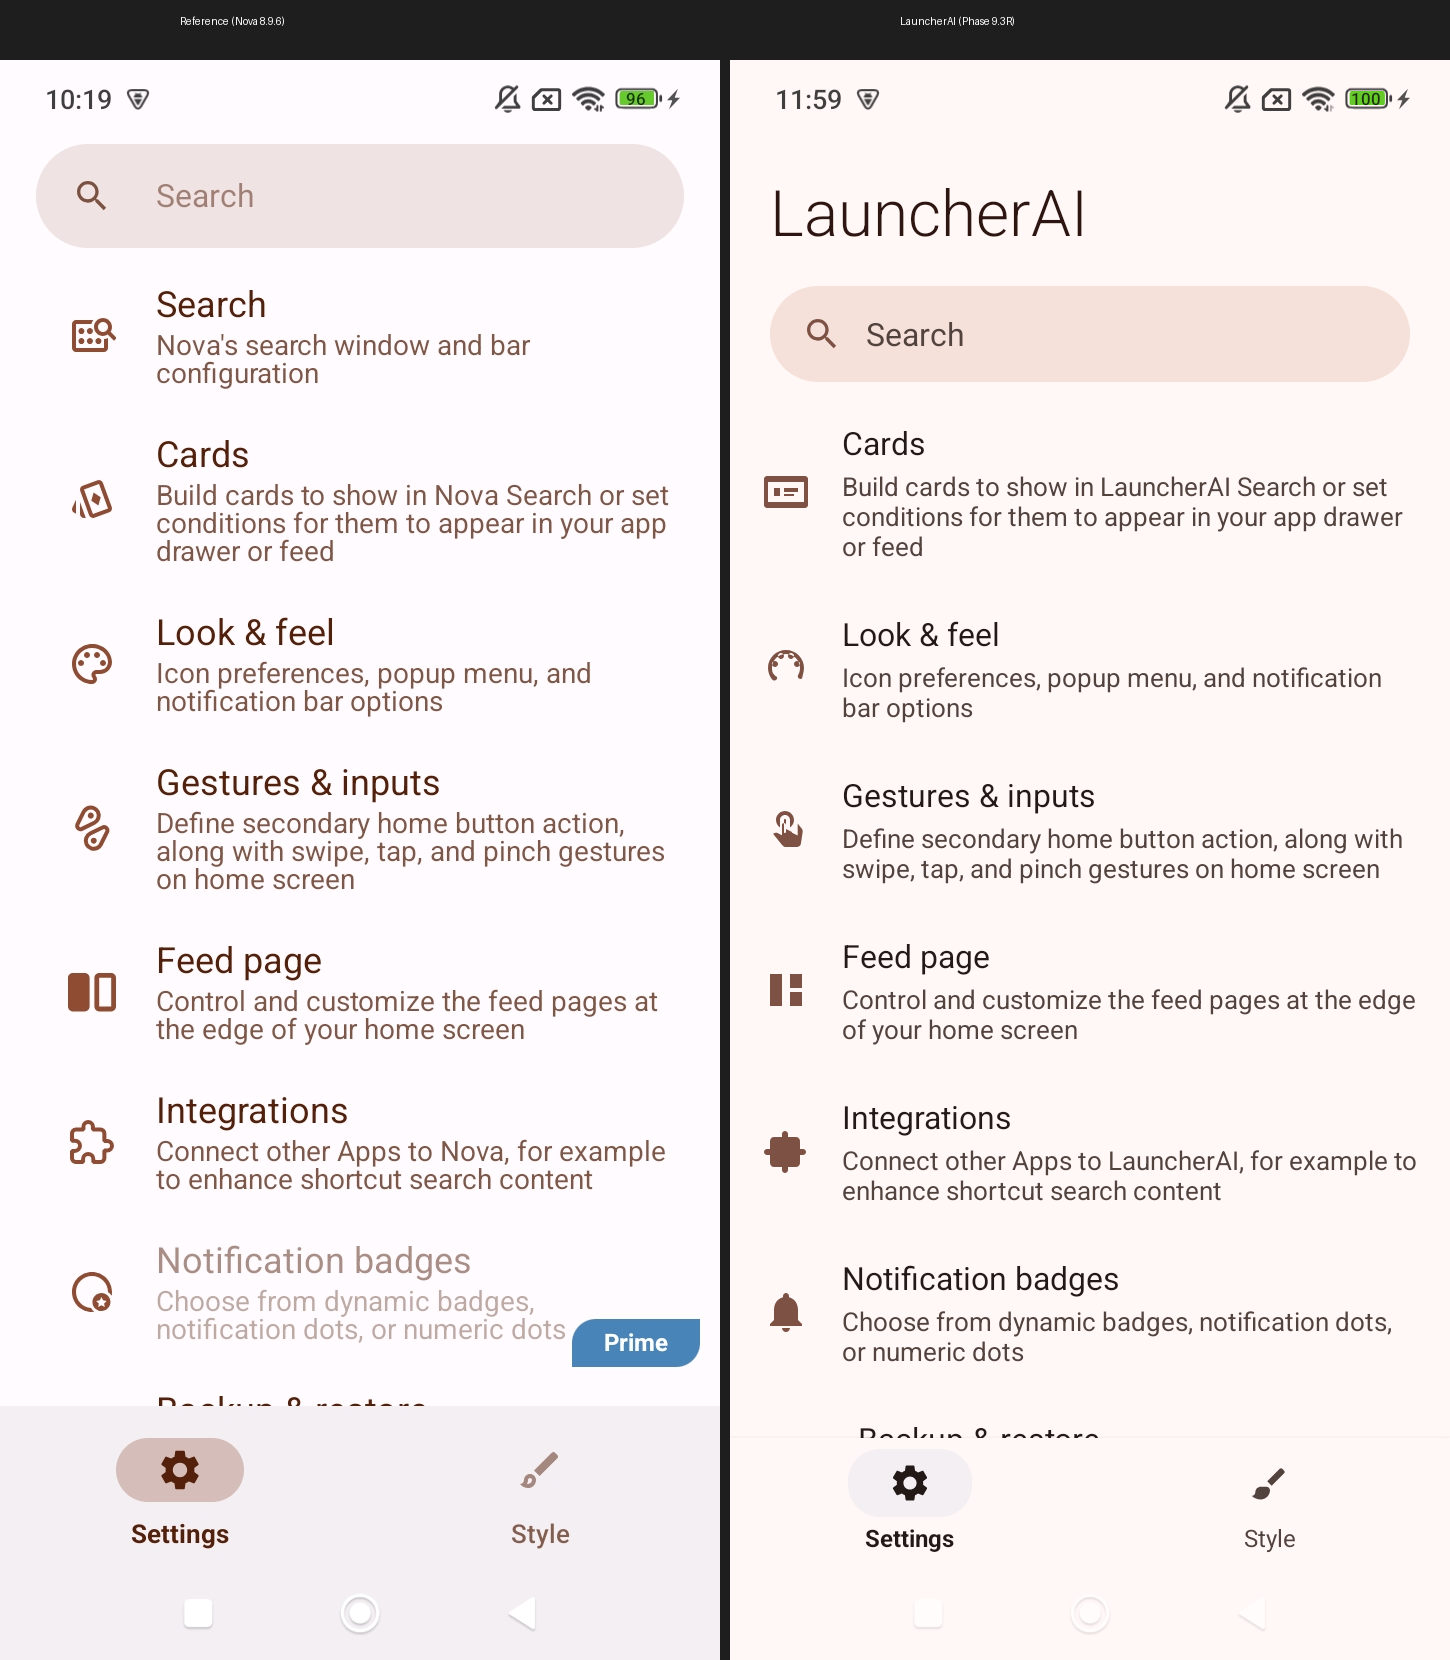 Reference (Nova 8.9.6)
10:19
96
Search
Search
Nova's search window and bar
configuration
Cards
Build cards to show in Nova Search or set
conditions for them to appear in your app
drawer or feed
Look & feel
Icon preferences, popup menu, and
notification bar options
Gestures & inputs
Define secondary home button action,
along with swipe, tap, and pinch gestures
on home screen
Feed page
Control and customize the feed pages at
the edge of your home screen
Integrations
Connect other Apps to Nova, for example
to enhance shortcut search content
Notification badges
Choose from dynamic badges,
notification dots, or numeric dots
Prime
Backup & restore
Settings
Style
LauncherAI (Phase 9.3R)
11:59
100
LauncherAI
Search
Cards
Build cards to show in LauncherAI Search or set
conditions for them to appear in your app drawer
or feed
Look & feel
Icon preferences, popup menu, and notification
bar options
Gestures & inputs
Define secondary home button action, along with
swipe, tap, and pinch gestures on home screen
Feed page
Control and customize the feed pages at the edge
of your home screen
Integrations
Connect other Apps to LauncherAI, for example to
enhance shortcut search content
Notification badges
Choose from dynamic badges, notification dots,
or numeric dots
Backup & restore
Settings
Style